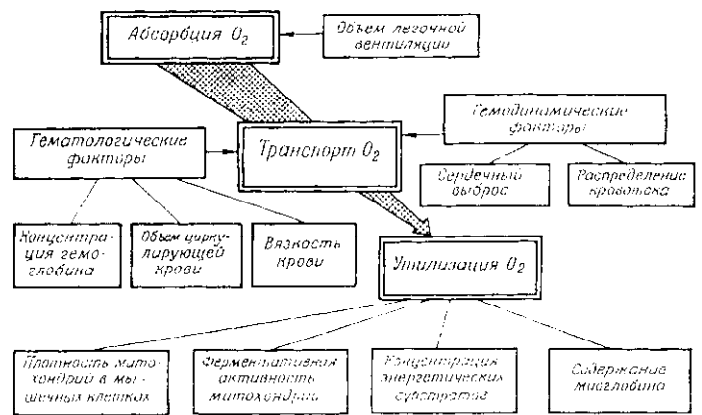 Абсорбция O₂
Объем легочной
вентиляции
Гематологические
факторы
Транспорт O₂
Гемодинамические
факторы
Сердечный
выброс
Распределение
кровотока
Концентра-
ция гемо-
глобина
Объем цирку-
лирующей
крови
Вязкость
крови
Утилизация O₂
Плотность мито-
хондрий в мы-
шечных клетках
Ферментативная
активность
митохондрий
Концентрация
энергетических
субстратов
Содержание
миоглобина